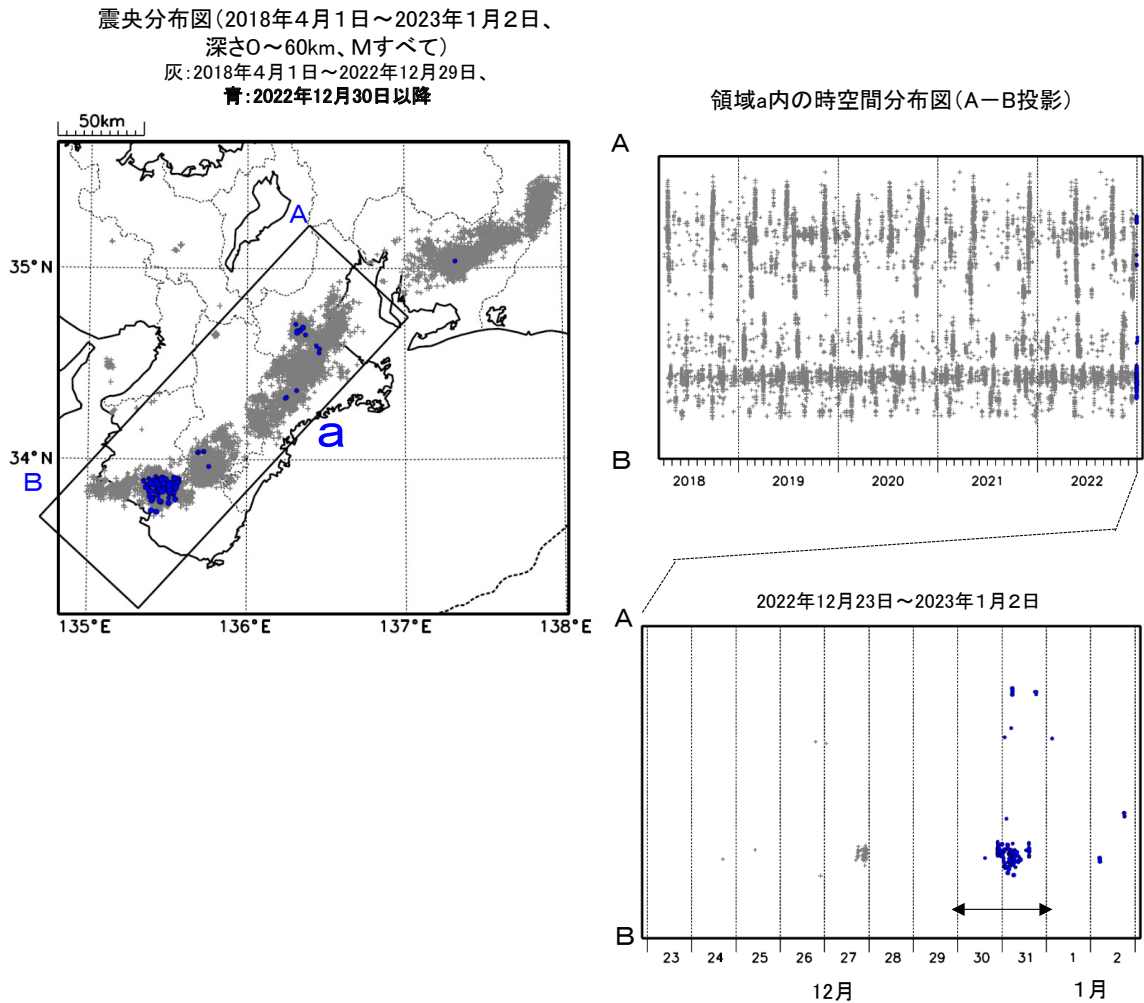 震央分布図(2018年4月1日～2023年1月2日、
深さ0～60km、Mすべて)
灰:2018年4月1日～2022年12月29日、
青:2022年12月30日以降
50km
A
35°N
a
34°N
B
135°E
136°E
137°E
138°E
領域a内の時空間分布図(A－B投影)
A
B
2018
2019
2020
2021
2022
2022年12月23日～2023年1月2日
A
B
23
24
25
26
27
28
29
30
31
1
2
12月
1月